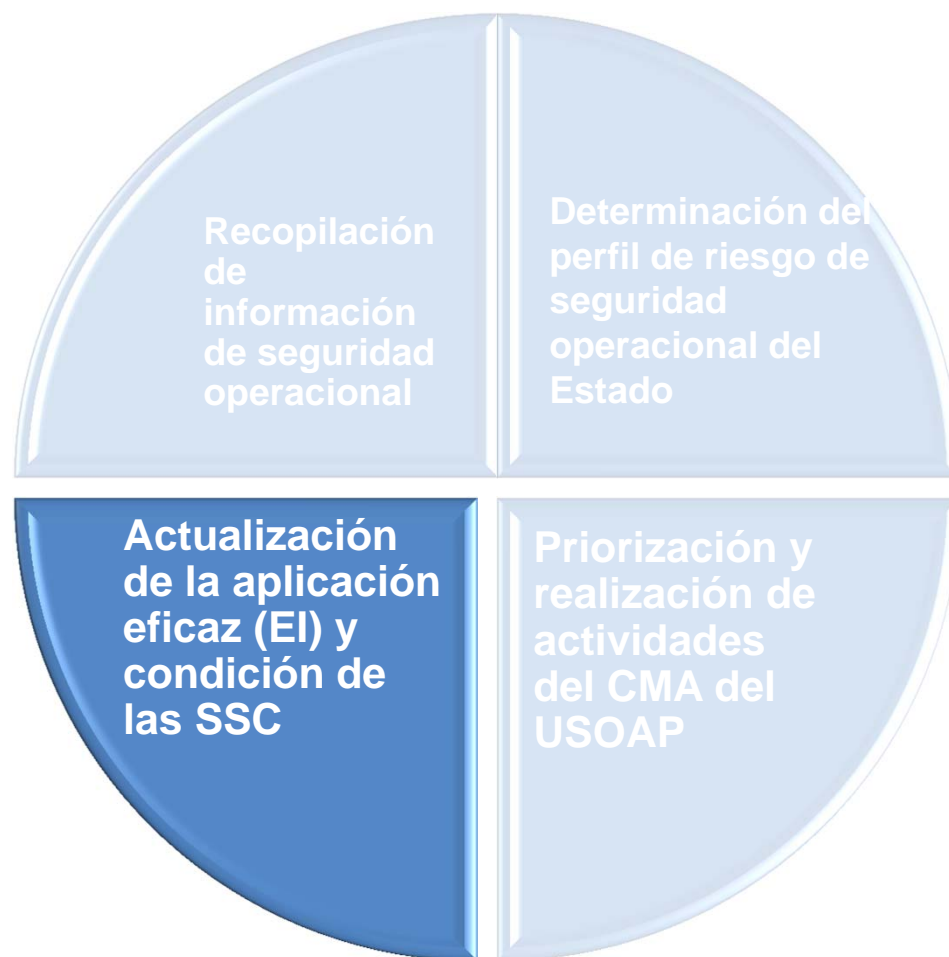 Recopilación
de
información
de seguridad
operacional
Determinación del
perfil de riesgo de
seguridad
operacional del
Estado
Actualización
de la aplicación
eficaz (EI) y
condición de
las SSC
Priorización y
realización de
actividades
del CMA del
USOAP